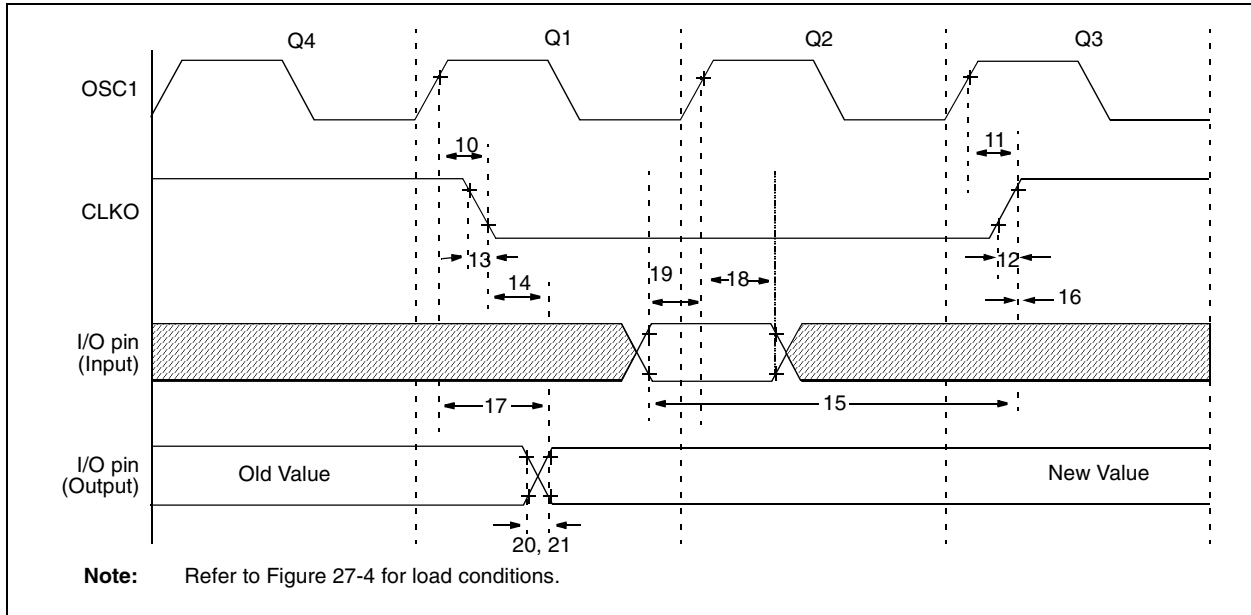 Q4 Q1 Q2 Q3
OSC1
10 11
CLKO
13 12
14 19 18 16
I/O pin
(Input)
17 15
I/O pin
(Output)
Old Value New Value
20, 21
Note: Refer to Figure 27-4 for load conditions.